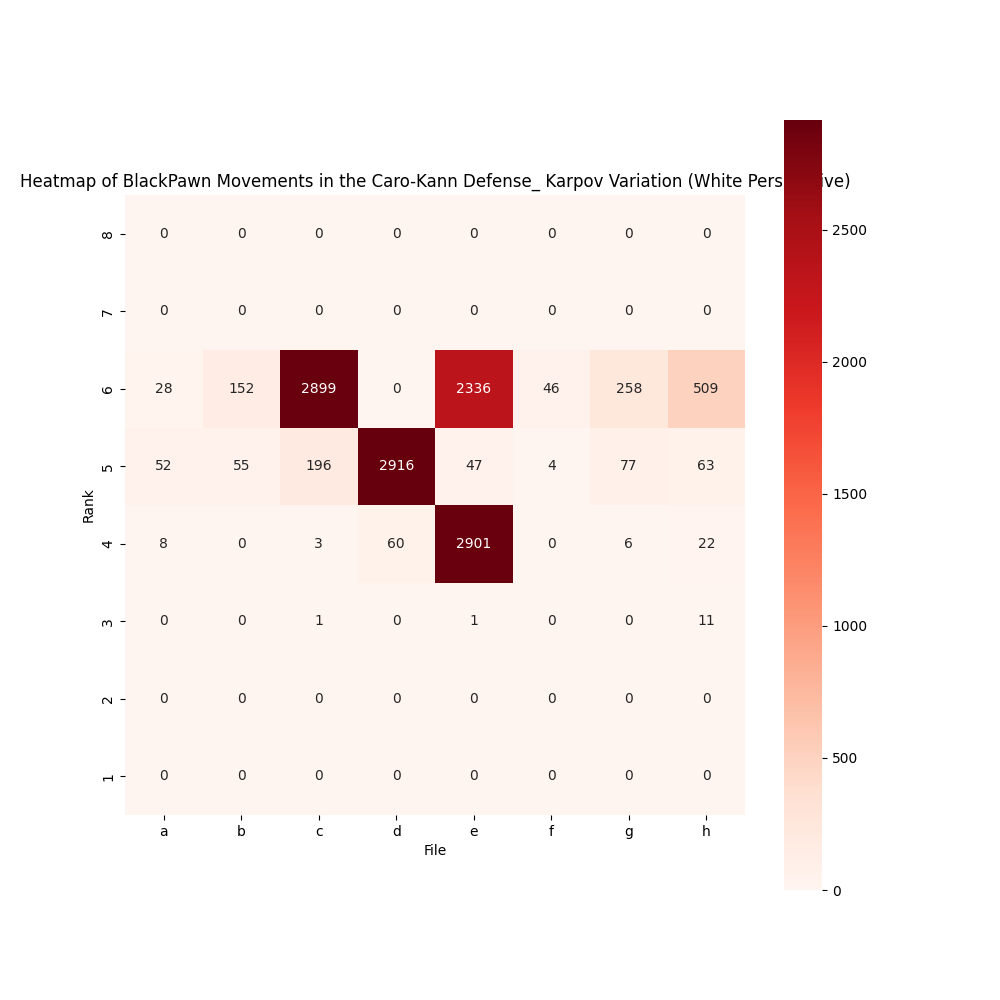 Heatmap of BlackPawn Movements in the Caro-Kann Defense_ Karpov Variation (White Pers ive)
8 0 0 0 0 0 0 0 0
2500
7 0 0 0 0 0 0 0 0
2000
6 28 152 2899 0 2336 46 258 509
5 52 55 196 2916 47 4 77 63
1500
Rank
4 8 0 3 60 2901 0 6 22
3 0 0 1 0 1 0 0 11
1000
2 0 0 0 0 0 0 0 0
500
1 0 0 0 0 0 0 0 0
a b c d e f g h
File
0